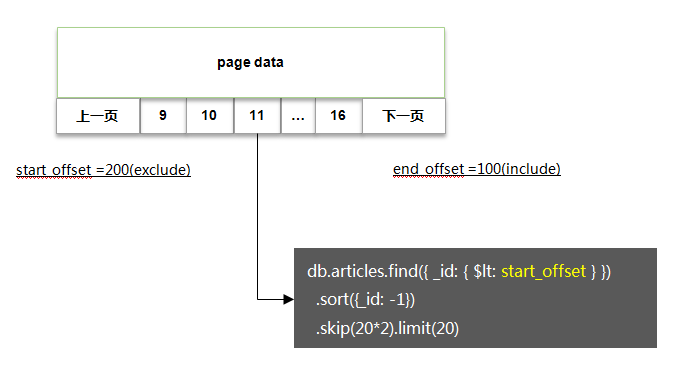 page data
上一页 9 10 11 ... 16 下一页
start_offset =200(exclude) end_offset =100(include)
db.articles.find({ _id: { $lt: start_offset } })
.sort({_id: -1})
.skip(20*2).limit(20)